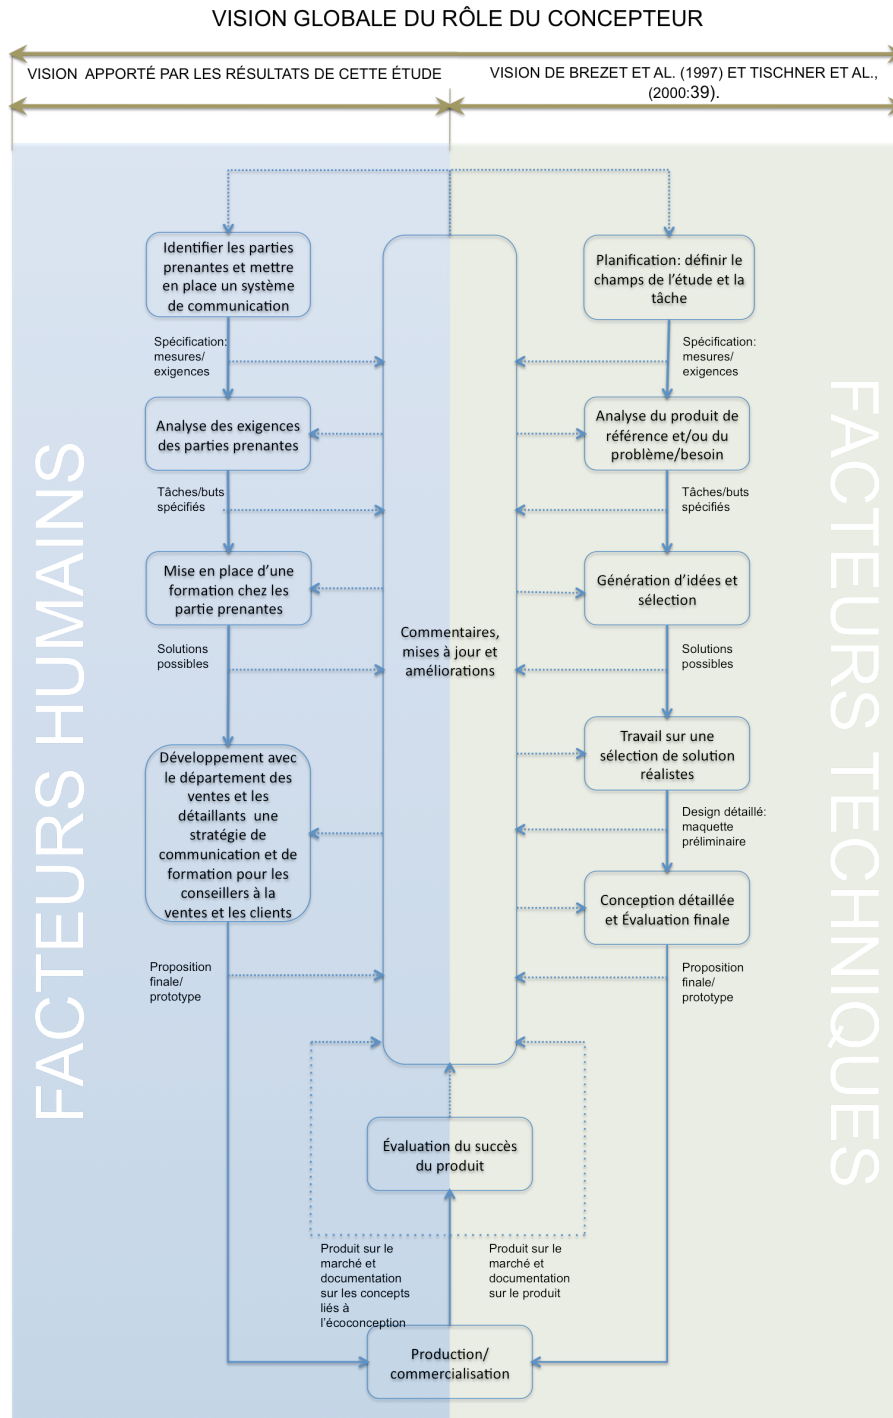 VISION GLOBALE DU RÔLE DU CONCEPTEUR
VISION  APPORTÉ PAR LES RÉSULTATS DE CETTE ÉTUDE
VISION DE BREZET ET AL. (1997) ET TISCHNER ET AL.,
(2000:39).
FACTEURS HUMAINS
Identifier les parties
prenantes et mettre
en place un système
de communication
Spécification:
mesures/
exigences
Analyse des exigences
des parties prenantes
Tâches/buts
spécifiés
Mise en place d'une
formation chez les
partie prenantes
Solutions
possibles
Développement avec
le département des
ventes et les
détaillants  une
stratégie de
communication et de
formation pour les
conseillers à la
ventes et les clients
Proposition
finale/
prototype
Commentaires,
mises à jour et
améliorations
Planification: définir le
champs de l'étude et la
tâche
Spécification:
mesures/
exigences
Analyse du produit de
référence et/ou du
problème/besoin
Tâches/buts
spécifiés
Génération d'idées et
sélection
Solutions
possibles
Travail sur une
sélection de solution
réalistes
Design détaillé:
maquette
préliminaire
Conception détaillée
et Évaluation finale
Proposition
finale/
prototype
FACTEURS TECHNIQUES
Évaluation du succès
du produit
Produit sur le
marché et
documentation
sur les concepts
liés à
l'écoconception
Produit sur le
marché et
documentation
sur le produit
Production/
commercialisation